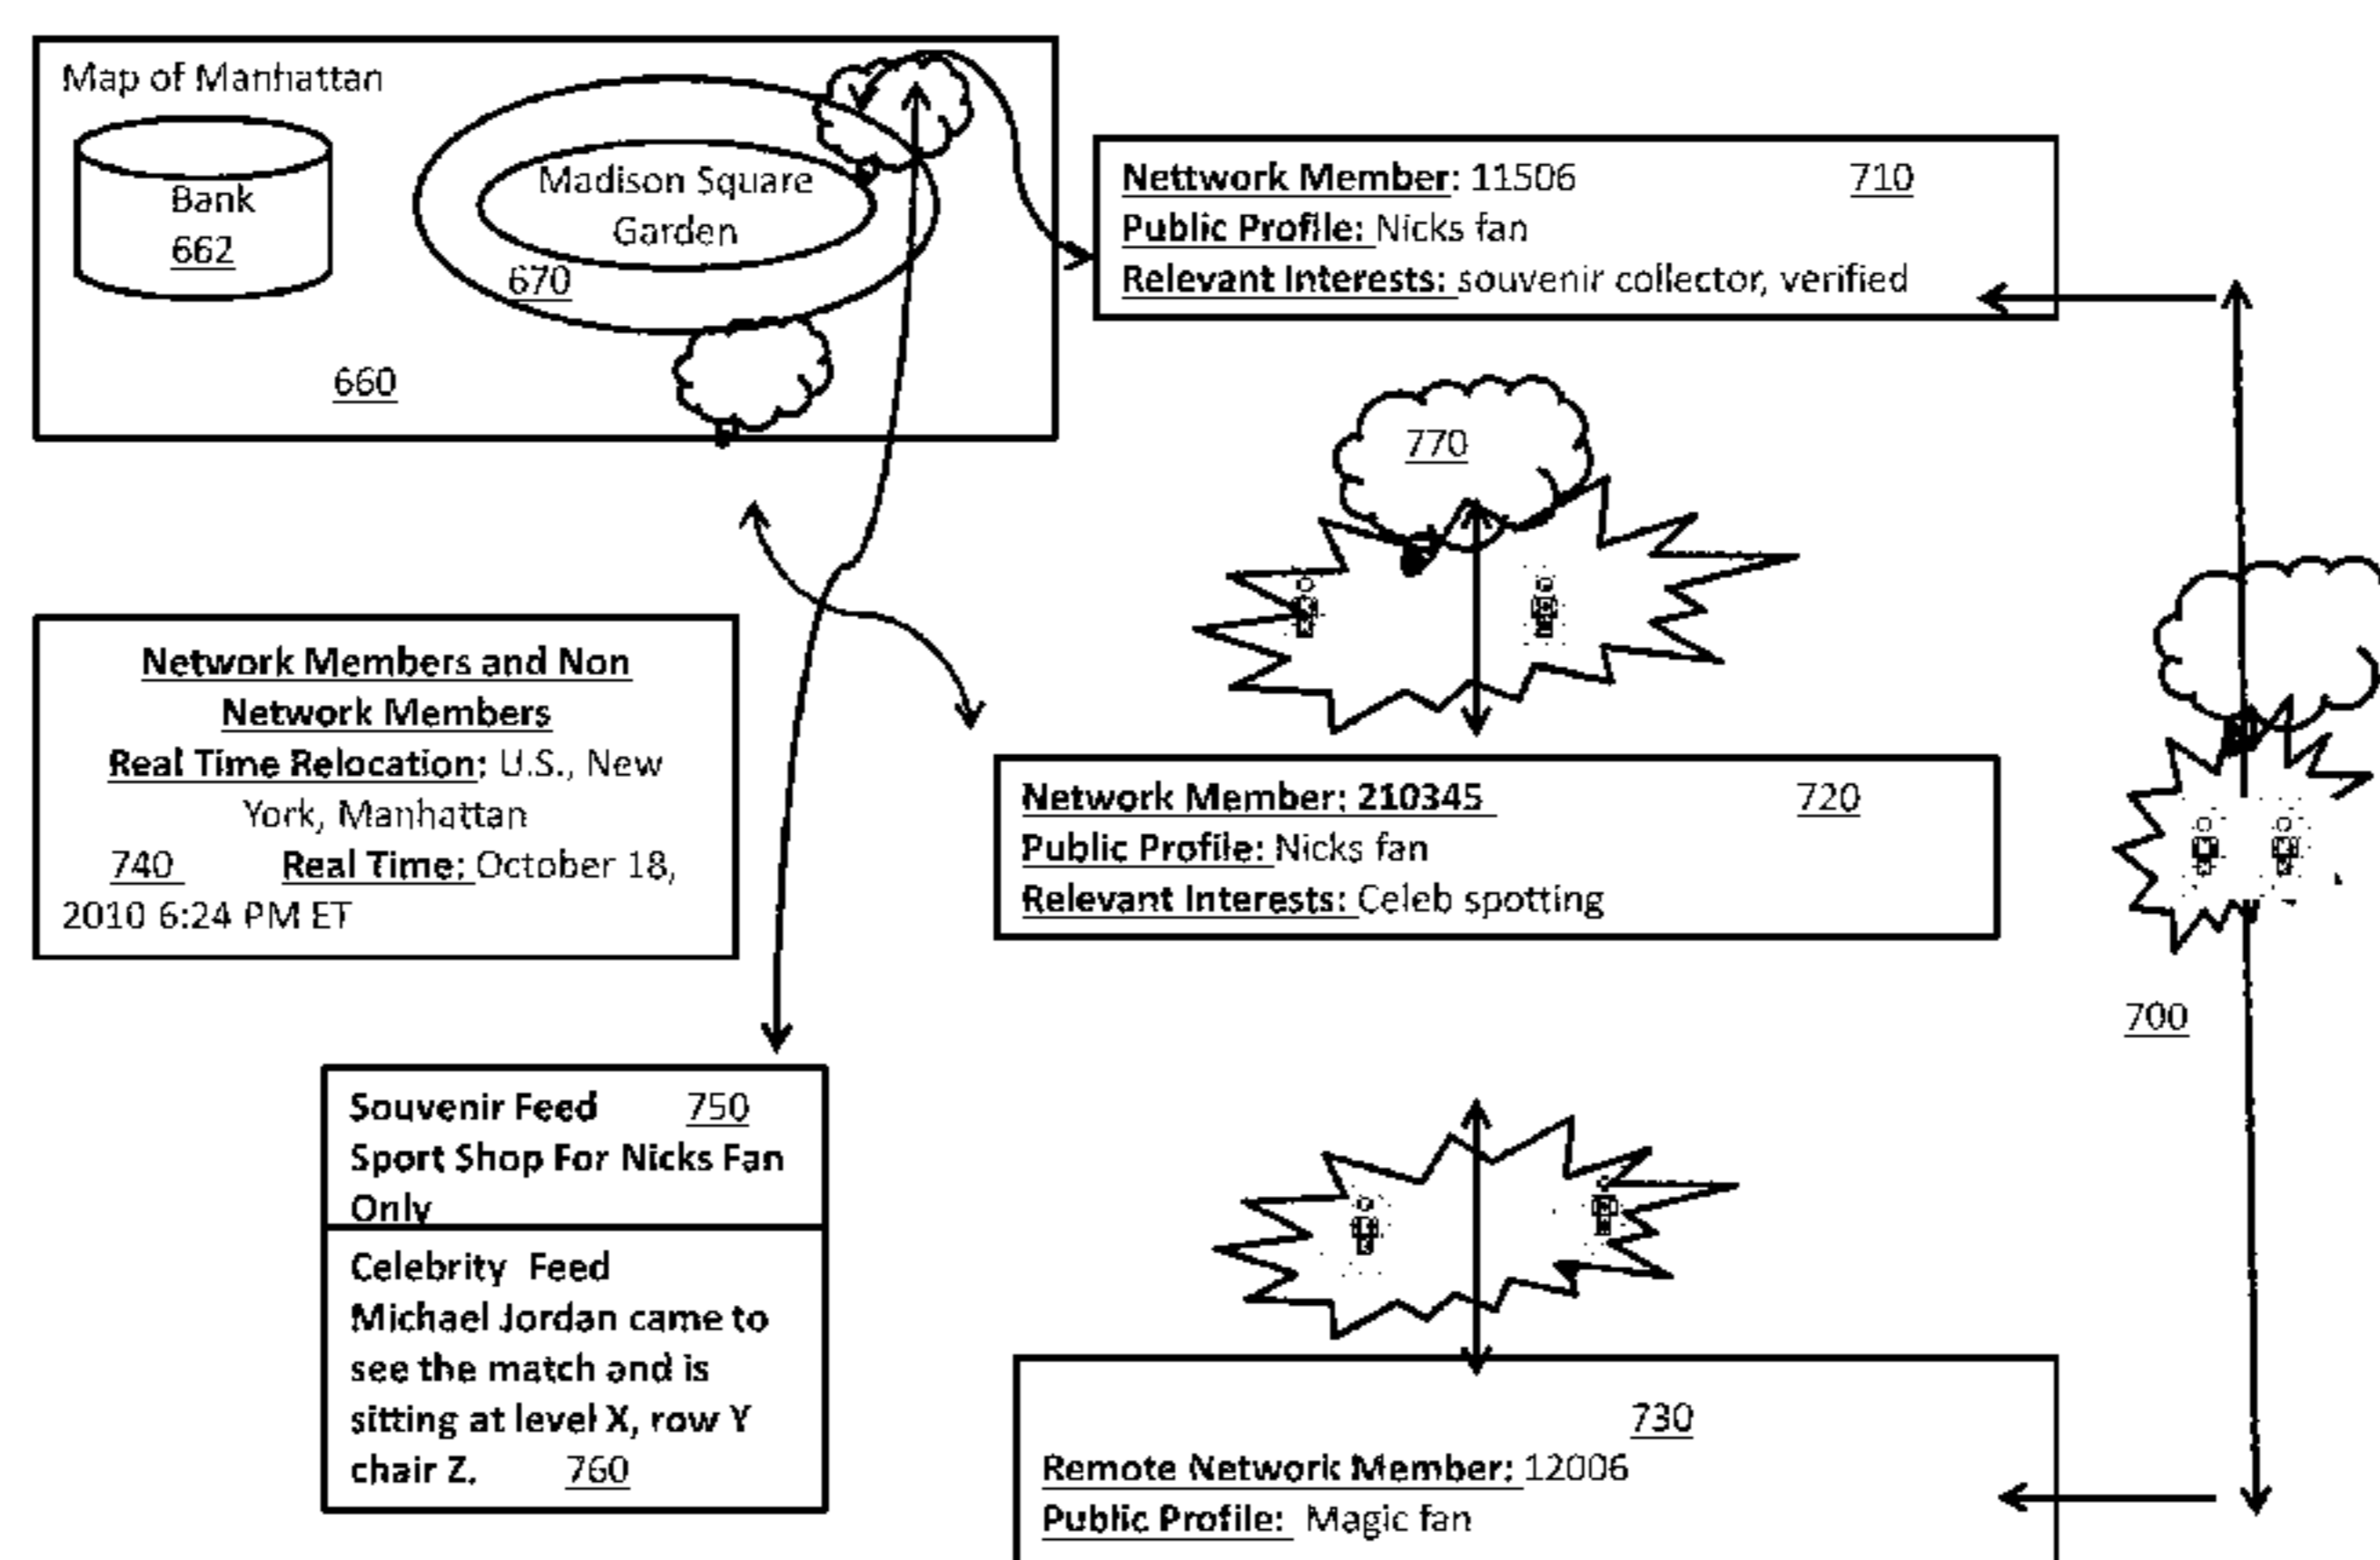 Map of Manhattan
Bank
662
Madison Square
Garden
670
660
Nettwork Member: 11506 710
Public Profile: Nicks fan
Relevant Interests: souvenir collector, verified
770
Network Members and Non
Network Members
Real Time Relocation: U.S., New
York, Manhattan
740 Real Time: October 18,
2010 6:24 PM ET
Network Member: 210345 720
Public Profile: Nicks fan
Relevant Interests: Celeb spotting
700
Souvenir Feed 750
Sport Shop For Nicks Fan
Only
Celebrity Feed
Michael Jordan came to
see the match and is
sitting at level X, row Y
chair Z. 760
730
Remote Network Member: 12006
Public Profile: Magic fan